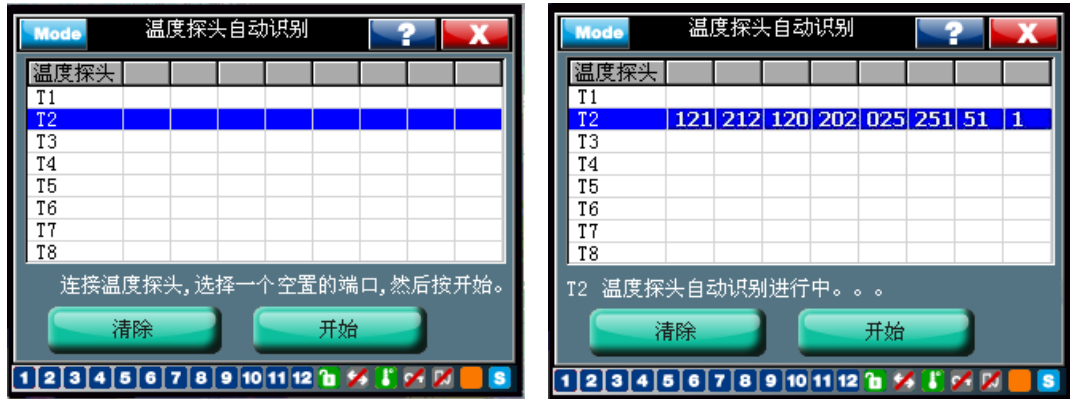 Mode 温度探头自动识别 ? X
温度探头
T1
T2
T3
T4
T5
T6
T7
T8
连接温度探头,选择一个空置的端口,然后按开始。
清除 开始
1 2 3 4 5 6 7 8 9 10 11 12 S
Mode 温度探头自动识别 ? X
温度探头
T1
T2 121 212 120 202 025 251 51 1
T3
T4
T5
T6
T7
T8
T2 温度探头自动识别进行中。。。
清除 开始
1 2 3 4 5 6 7 8 9 10 11 12 S